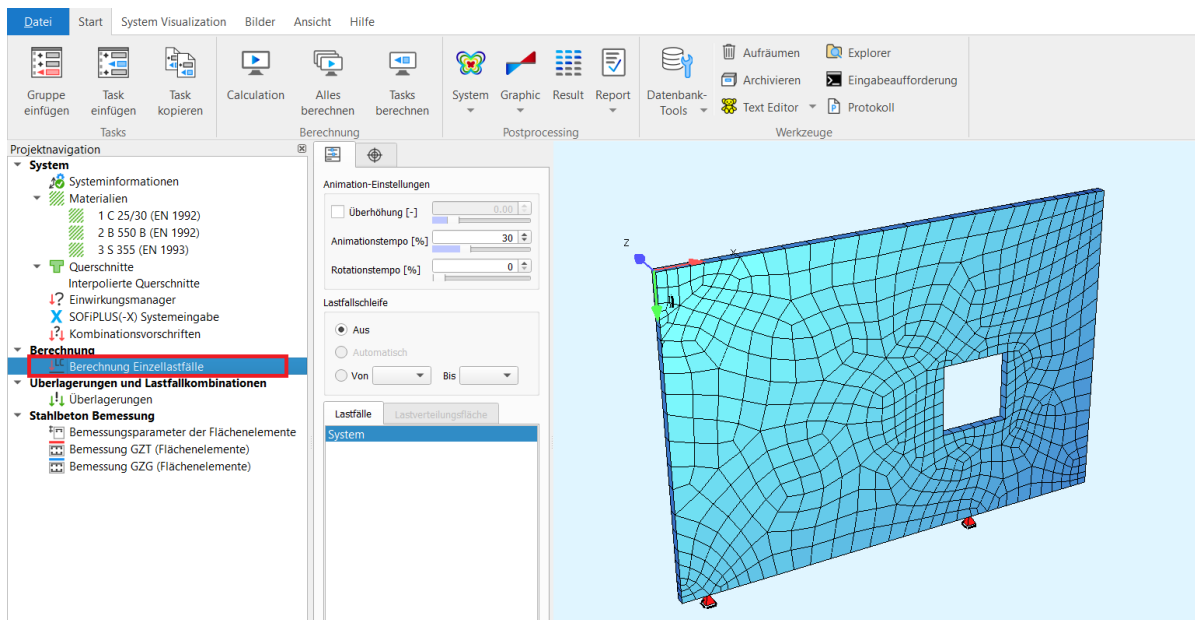 Datei Start System Visualization Bilder Ansicht Hilfe
Gruppe einfügen
Task einfügen
Task kopieren
Tasks
Calculation
Alles berechnen
Tasks berechnen
Berechnung
System Graphic Result Report
Postprocessing
Datenbank-Tools
Aufräumen
Archivieren
Text Editor
Explorer
Eingabeaufforderung
Protokoll
Werkzeuge
Projektnavigation
System
Systeminformationen
Materialien
1 C 25/30 (EN 1992)
2 B 550 B (EN 1992)
3 S 355 (EN 1993)
Querschnitte
Interpolierte Querschnitte
Einwirkungsmanager
SOFiPLUS(-X) Systemeingabe
Kombinationsvorschriften
Berechnung
LC Berechnung Einzellastfälle
Überlagerungen und Lastfallkombinationen
Überlagerungen
Stahlbeton Bemessung
Bemessungsparameter der Flächenelemente
Bemessung GZT (Flächenelemente)
Bemessung GZG (Flächenelemente)
Animation-Einstellungen
Überhöhung [-] 0.00
Animationstempo [%] 30
Rotationstempo [%] 0
Lastfallschleife
Aus
Automatisch
Von Bis
Lastfälle Lastverteilungsfläche
System
Z
X